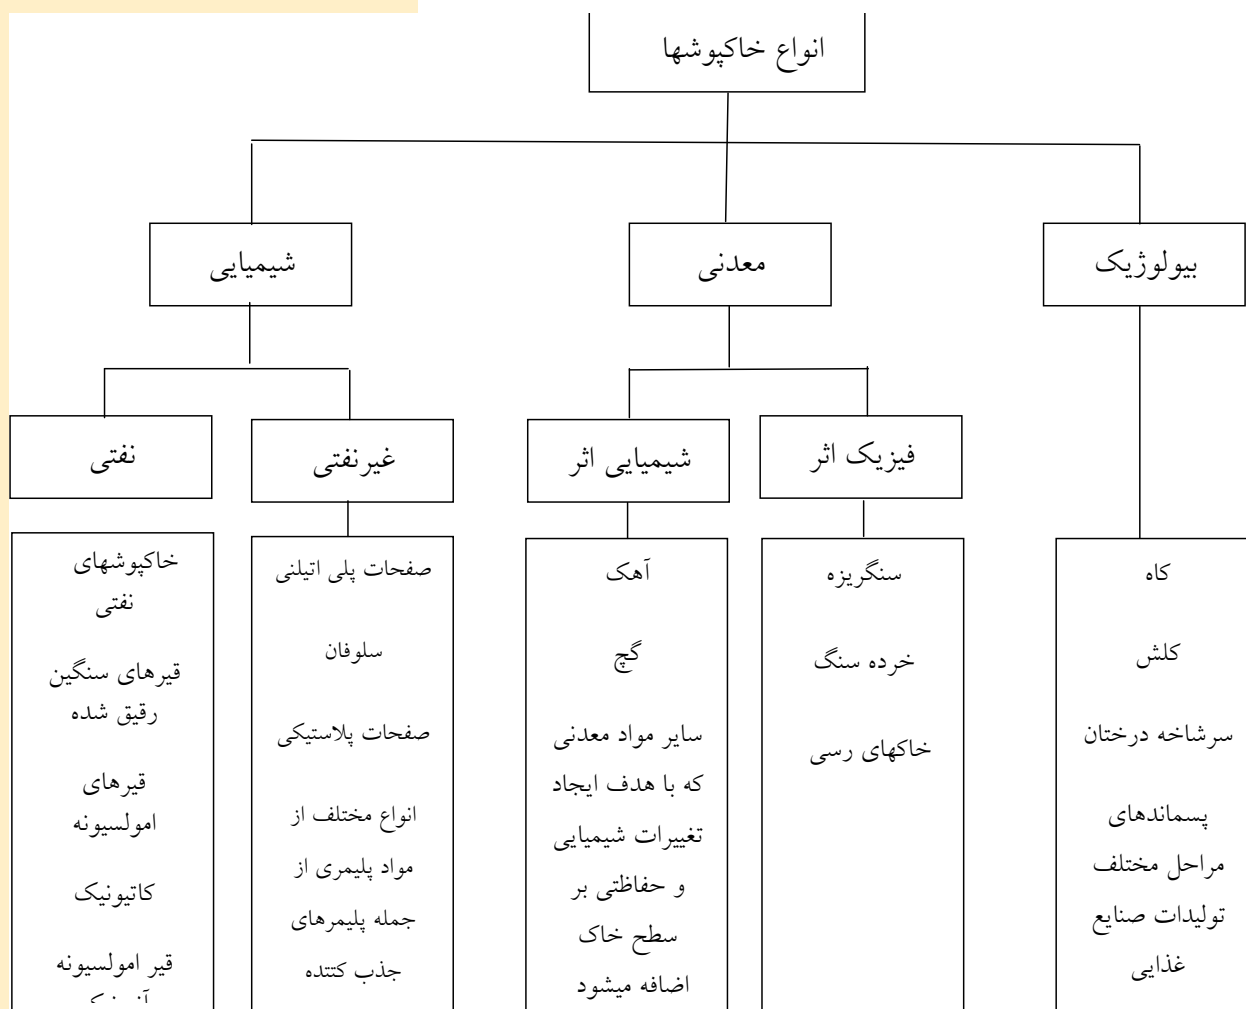 انواع خاکپوشها
بیولوژیک
معدنی
شیمیایی
فیزیک اثر
شیمیایی اثر
غیرنفتی
نفتی
کاه
کلش
سرشاخه درختان
پسماندهای
مراحل مختلف
تولیدات صنایع
غذایی
سنگریزه
خرده سنگ
خاکهای رسی
آهک
گچ
سایر مواد معدنی
که با هدف ایجاد
تغییرات شیمیایی
و حفاظتی بر
سطح خاک
اضافه میشود
صفحات پلی اتیلنی
سلوفان
صفحات پلاستیکی
انواع مختلف از
مواد پلیمری از
جمله پلیمرهای
جذب کتنده
خاکپوشهای
نفتی
قیرهای سنگین
رقیق شده
قیرهای
امولسیونه
کاتیونیک
قیر امولسیونه